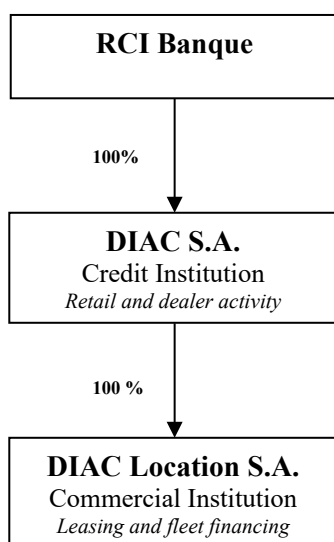 RCI Banque
100%
DIAC S.A.
Credit Institution
Retail and dealer activity
100 %
DIAC Location S.A.
Commercial Institution
Leasing and fleet financing